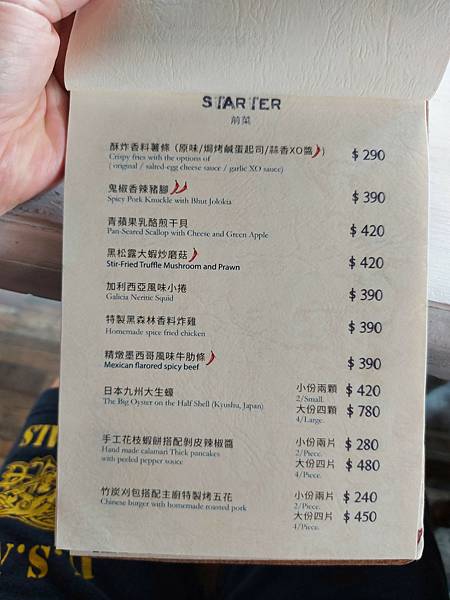 STARTER
前菜
酥炸香料薯條（原味/焗烤鹹蛋起司/蒜香XO醬） $ 290
Crispy fries with the options of
( original / salted-egg cheese sauce / garlic XO sauce)
鬼椒香辣豬腳 $ 390
Spicy Pork Knuckle with Bhut Jolokia
青蘋果乳酪煎干貝 $ 420
Pan-Seared Scallop with Cheese and Green Apple
黑松露大蝦炒磨菇 $ 420
Stir-Fried Truffle Mushroom and Prawn
加利西亞風味小捲 $ 390
Galicia Neritic Squid
特製黑森林香料炸雞 $ 390
Homemade spice fried chicken
精燉墨西哥風味牛肋條 $ 390
Mexican flarored spicy beef
日本九州大生蠔 小份兩顆 $ 420
The Big Oyster on the Half Shell (Kyushu, Japan) 2/Small.
大份四顆 $ 780
4/Large.
手工花枝蝦餅搭配剝皮辣椒醬 小份兩片 $ 280
Hand made calamari Thick pancakes 2/Piece.
with peeled pepper sauce 大份四片 $ 480
4/Piece.
竹炭刈包搭配主廚特製烤五花 小份兩片 $ 240
Chinese burger with homemade roasted pork 2/Piece.
大份四片 $ 450
4/Piece.
U.S.